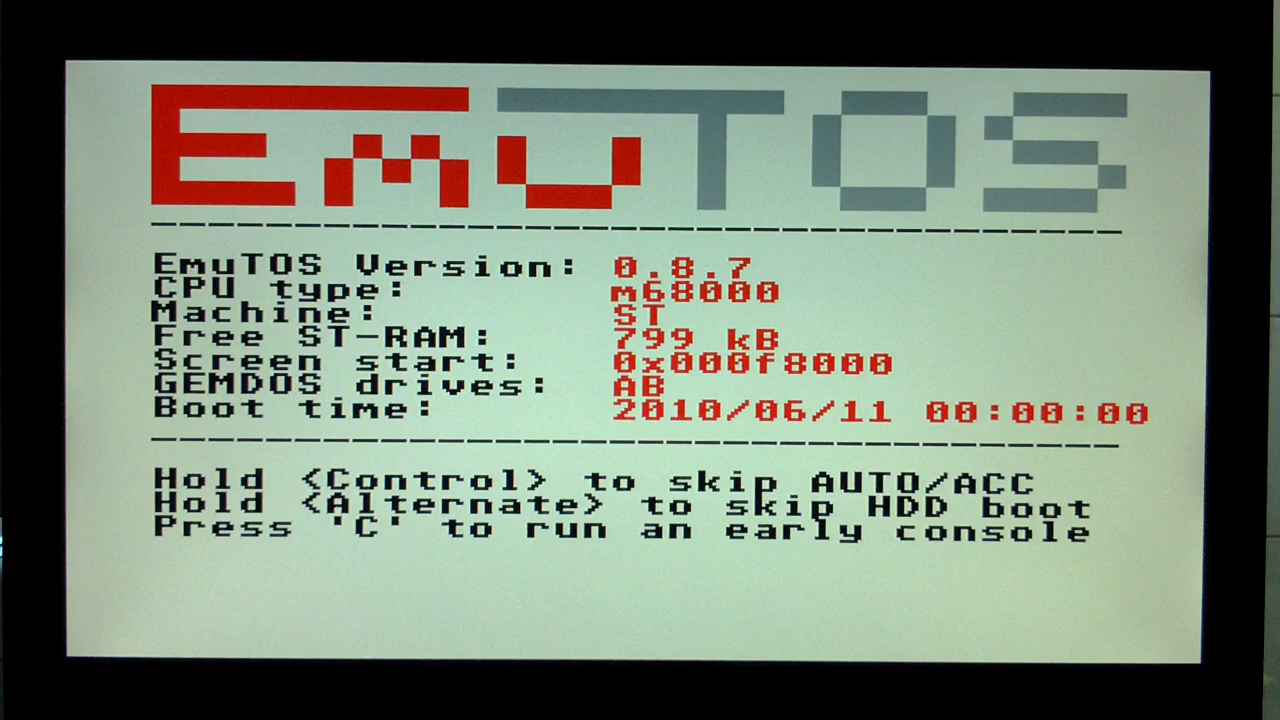 EmuTOS
EmuTOS Version: 0.8.7
CPU type: m68000
Machine: ST
Free ST-RAM: 799 kB
Screen start: 0x000f8000
GEMDOS drives: AB
Boot time: 2010/06/11 00:00:00
Hold <Control> to skip AUTO/ACC
Hold <Alternate> to skip HDD boot
Press 'C' to run an early console